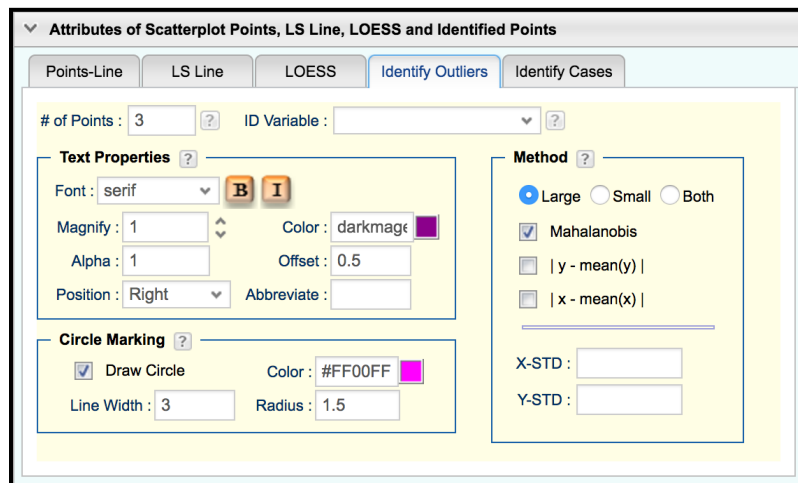 Attributes of Scatterplot Points, LS Line, LOESS and Identified Points
Points-Line LS Line LOESS Identify Outliers Identify Cases
# of Points : 3 ? ID Variable : ?
Text Properties ?
Font : serif B I
Magnify : 1 Color : darkmage
Alpha : 1 Offset : 0.5
Position : Right Abbreviate :
Circle Marking ?
Draw Circle Color : #FF00FF
Line Width : 3 Radius : 1.5
Method ?
Large Small Both
Mahalanobis
| y - mean(y) |
| x - mean(x) |
X-STD :
Y-STD :